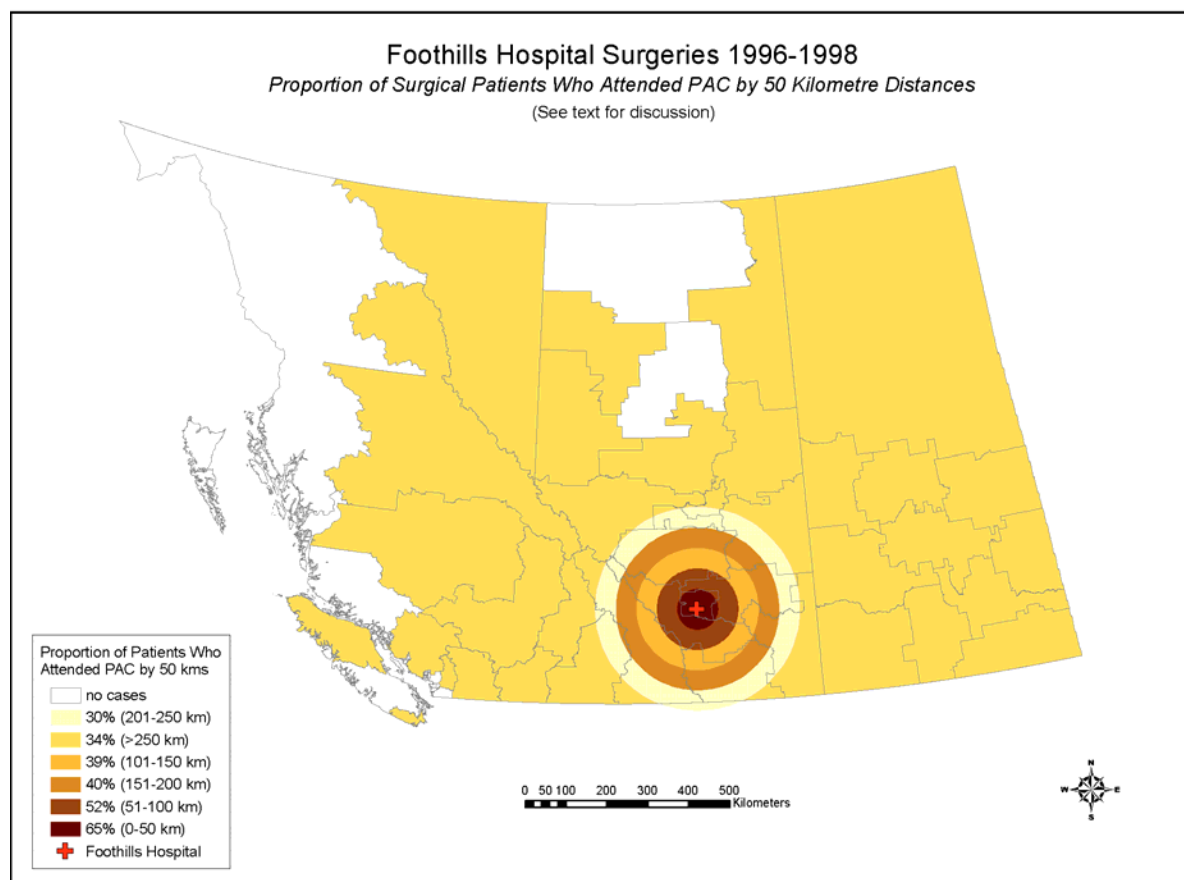 Foothills Hospital Surgeries 1996-1998
Proportion of Surgical Patients Who Attended PAC by 50 Kilometre Distances
(See text for discussion)
Proportion of Patients Who
Attended PAC by 50 kms
no cases
30% (201-250 km)
34% (>250 km)
39% (101-150 km)
40% (151-200 km)
52% (51-100 km)
65% (0-50 km)
Foothills Hospital
0 50 100 200 300 400 500
Kilometers
N
W E
S